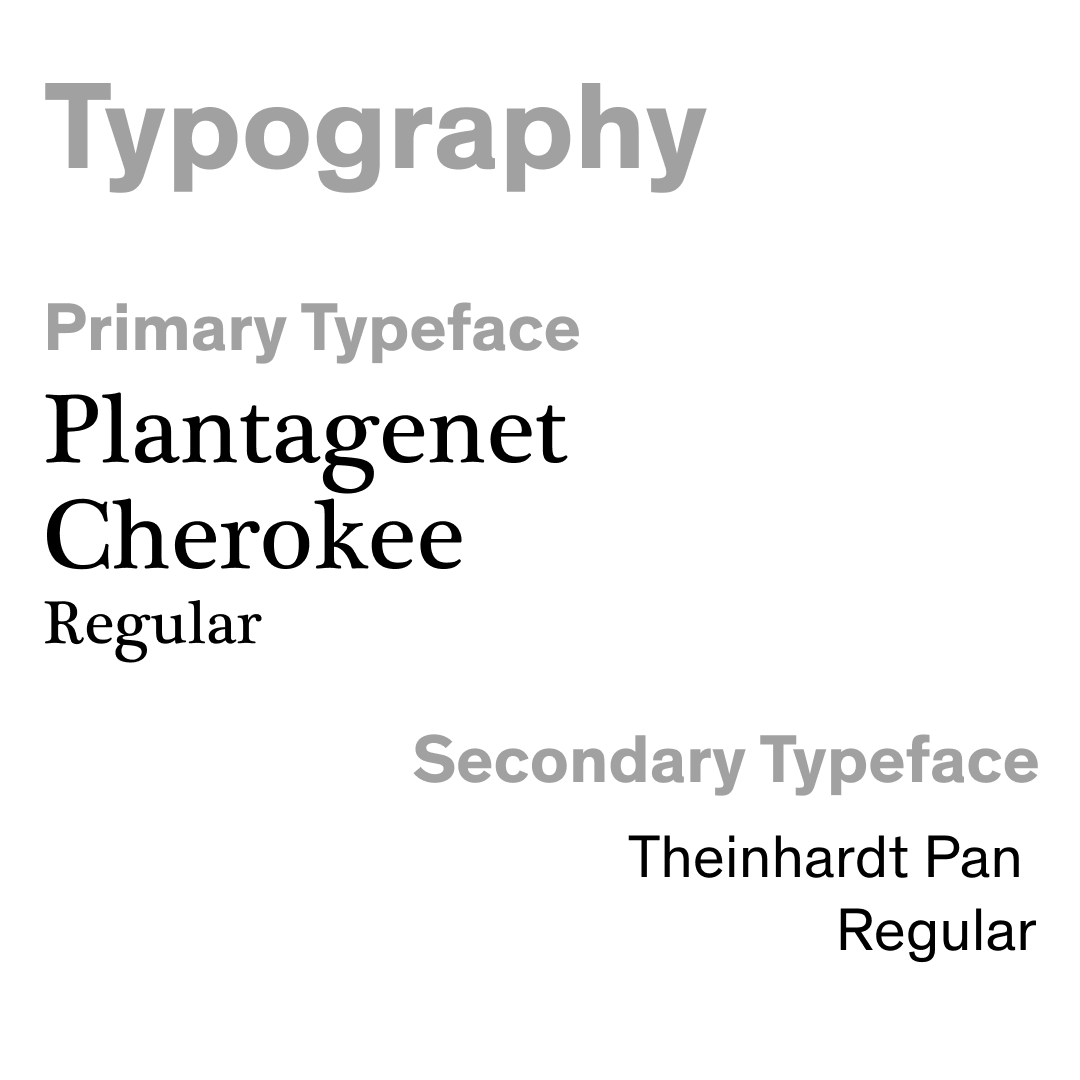 Typography
Primary Typeface
Plantagenet
Cherokee
Regular
Secondary Typeface
Theinhardt Pan
Regular